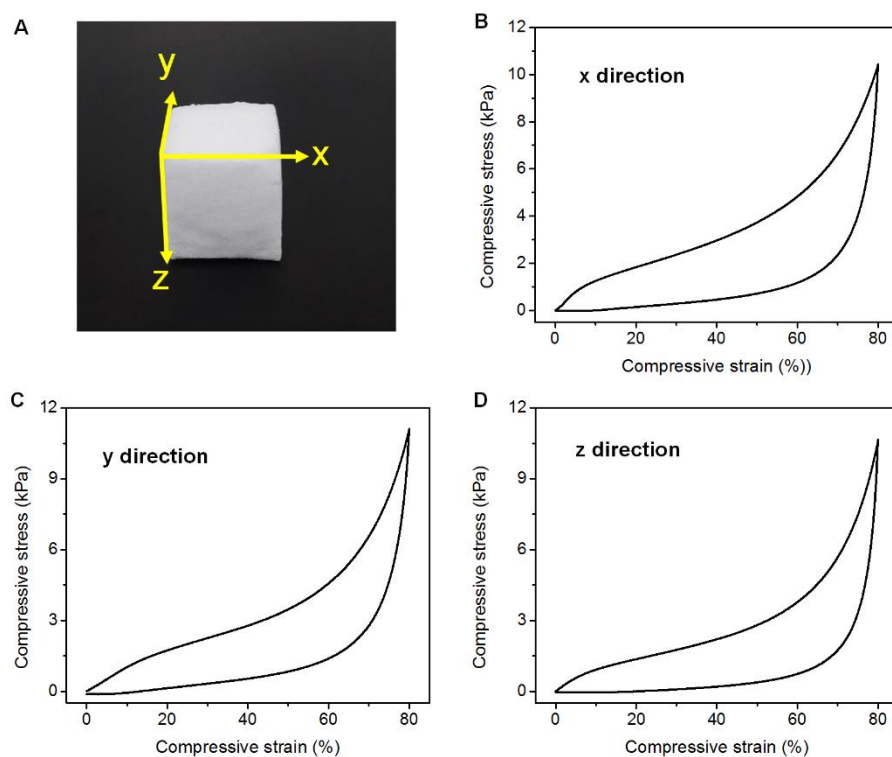 A
y
x
z
B
x direction
12
10
8
6
4
2
0
0 20 40 60 80
Compressive stress (kPa)
Compressive strain (%))
C
y direction
12
9
6
3
0
0 20 40 60 80
Compressive stress (kPa)
Compressive strain (%)
D
z direction
12
9
6
3
0
0 20 40 60 80
Compressive stress (kPa)
Compressive strain (%)